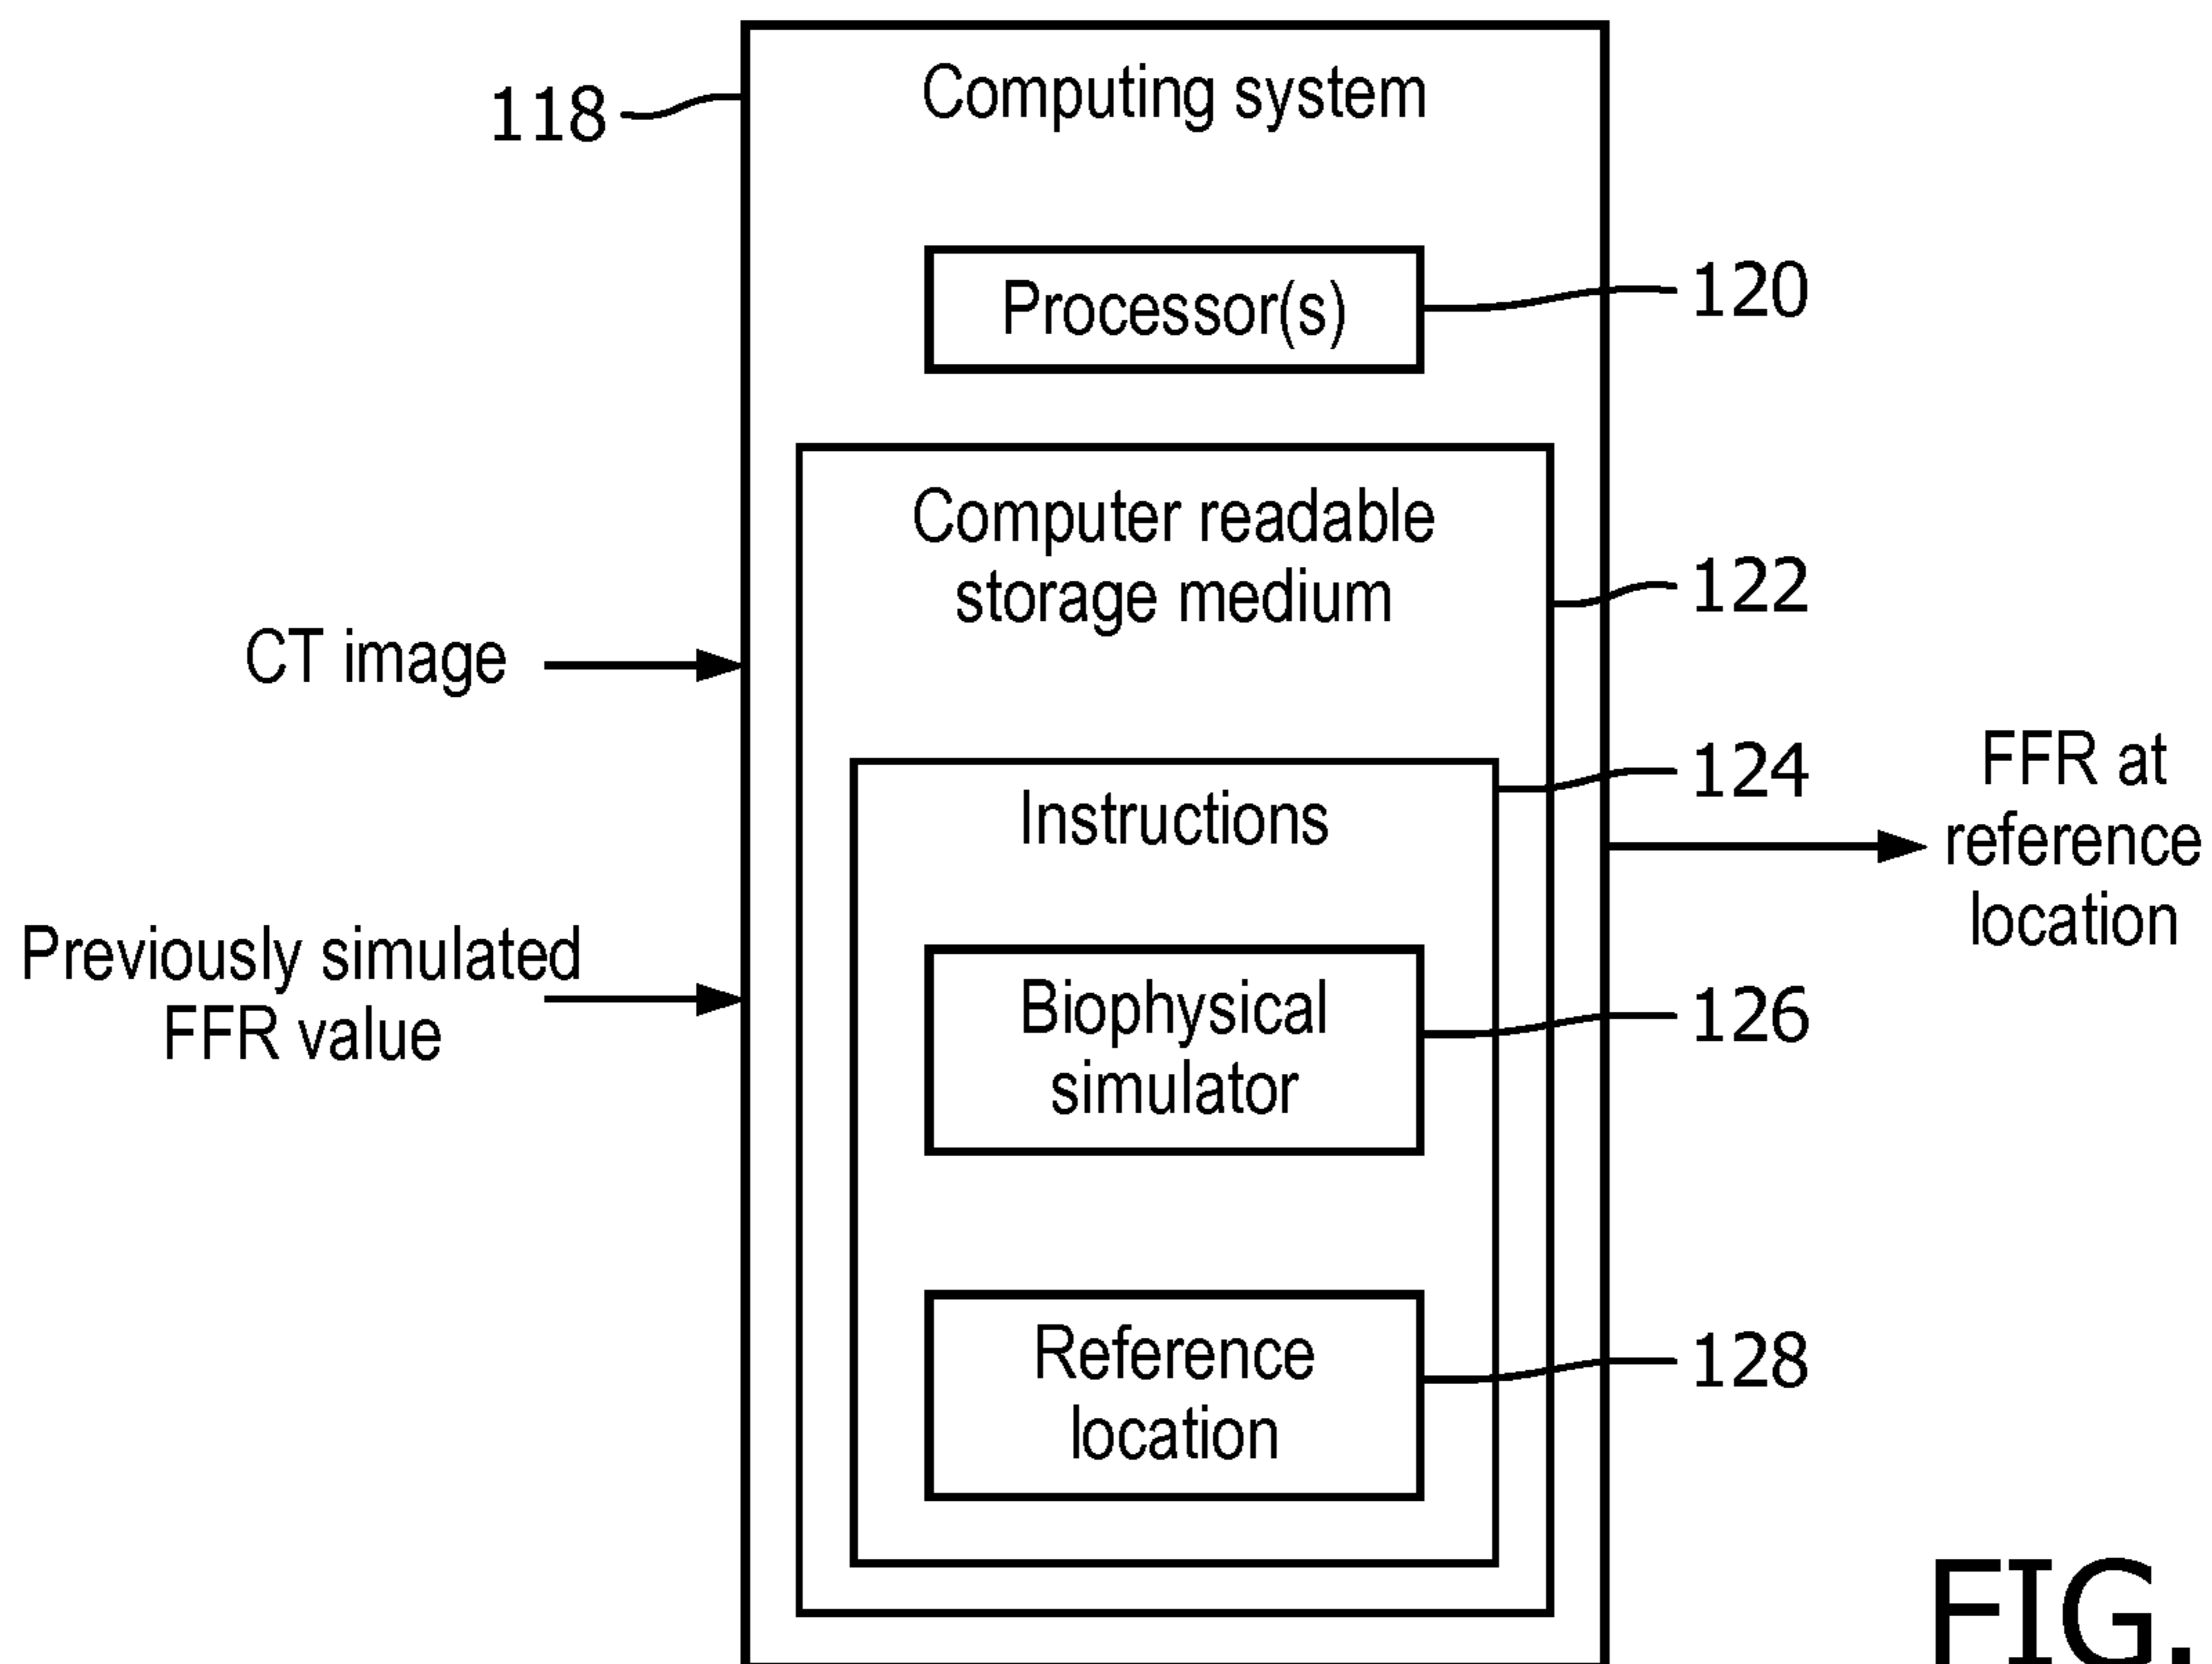 Computing system
118
Processor(s)
120
Computer readable
storage medium
122
CT image
Instructions
124
FFR at
reference
location
Previously simulated
FFR value
Biophysical
simulator
126
Reference
location
128
FIG.